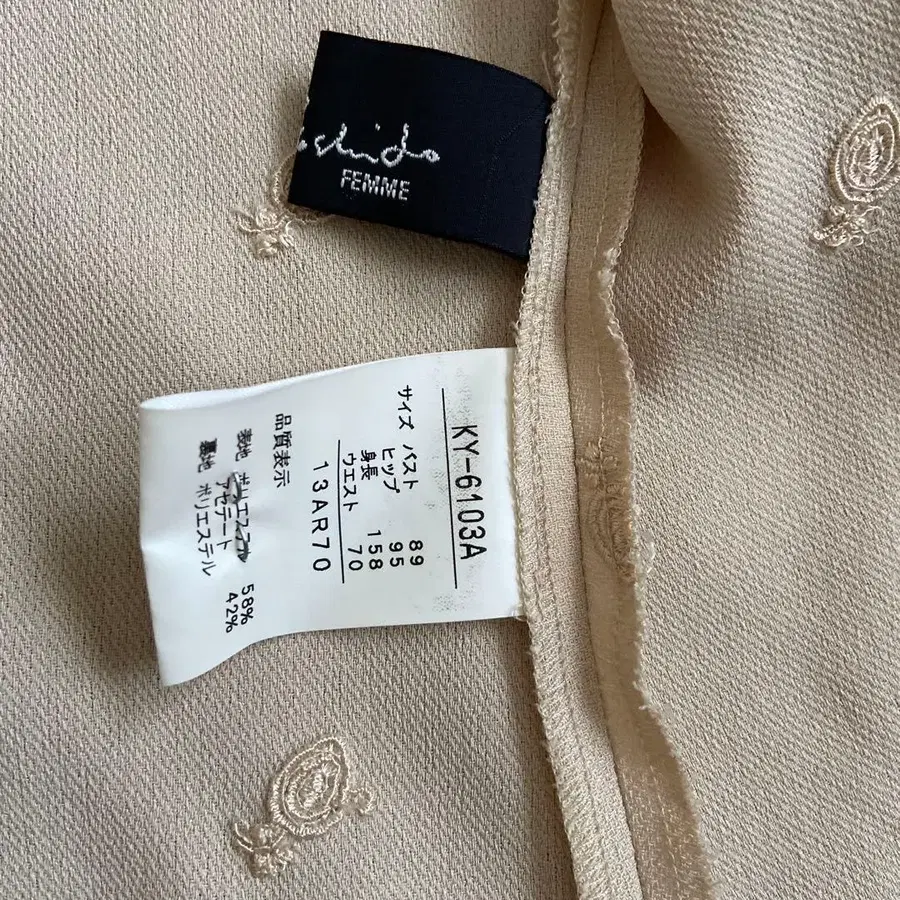 FEMME
KY-6103A
サイズ バスト 89
ヒップ 95
身長 158
ウエスト 70
13AR70
品質表示
表地 ポリエステル 58%
アセテート 42%
裏地 ポリエステル